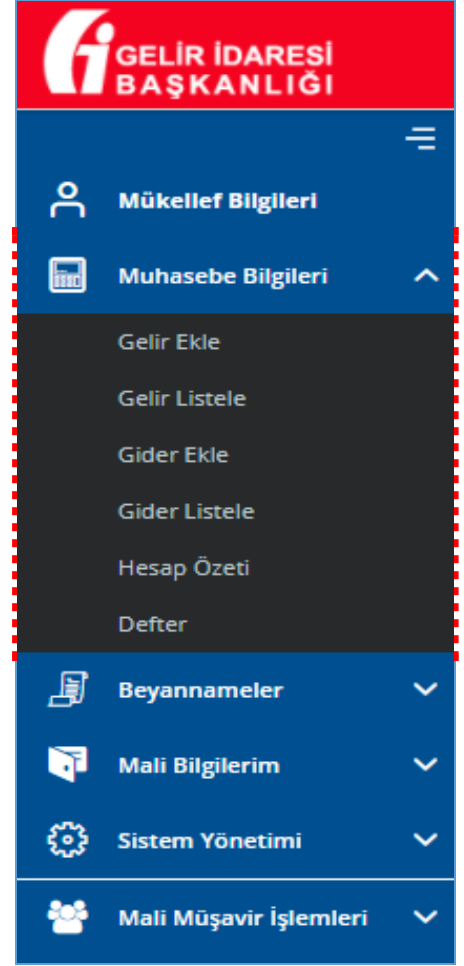 GELİR İDARESİ
BAŞKANLIĞI
Mükellef Bilgileri
Muhasebe Bilgileri
Gelir Ekle
Gelir Listele
Gider Ekle
Gider Listele
Hesap Özeti
Defter
Beyannameler
Mali Bilgilerim
Sistem Yönetimi
Mali Müşavir İşlemleri